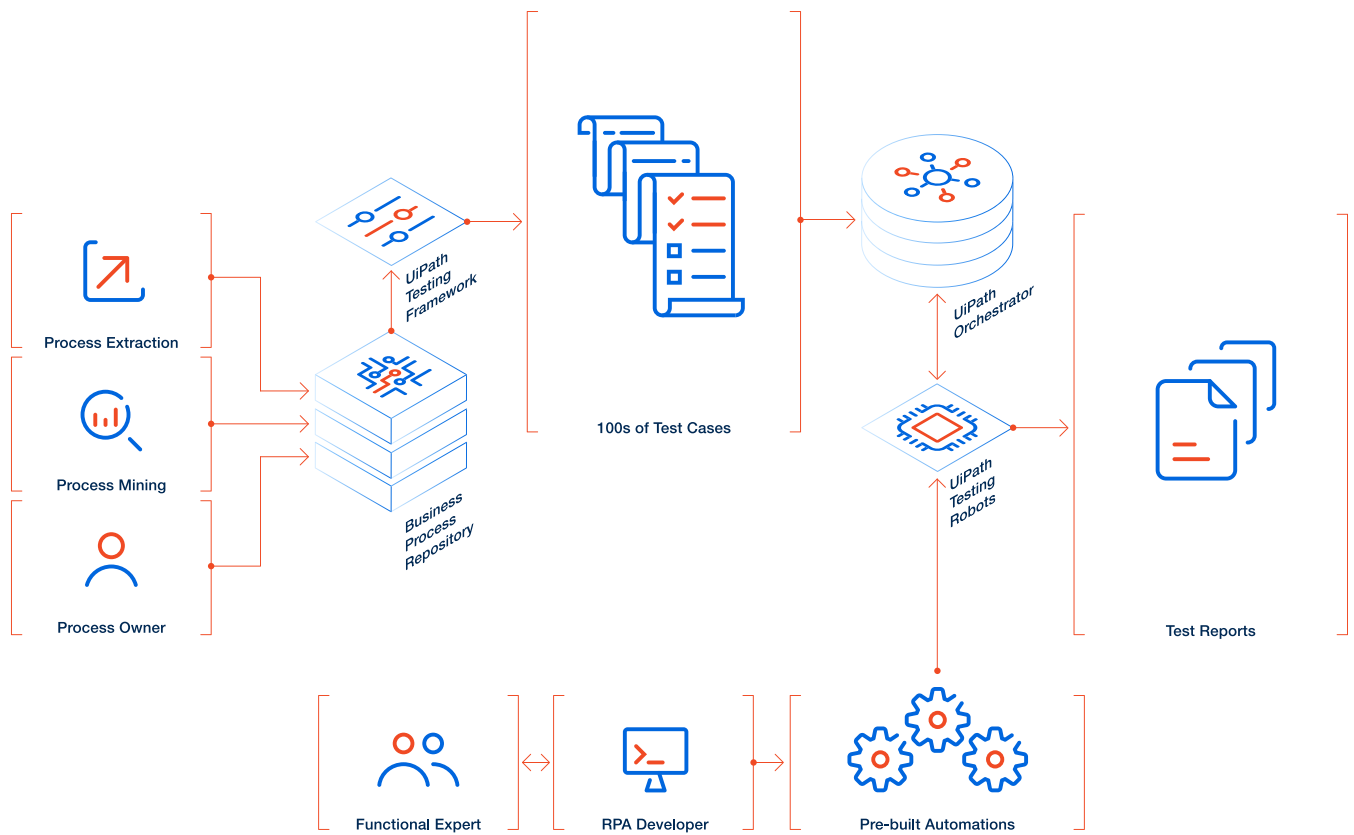 UiPath
Testing
Framework
Process Extraction
UiPath
Orchestrator
100s of Test Cases
Process Mining
Business
Process
Repository
UiPath
Testing
Robots
Process Owner
Test Reports
Functional Expert
RPA Developer
Pre-built Automations